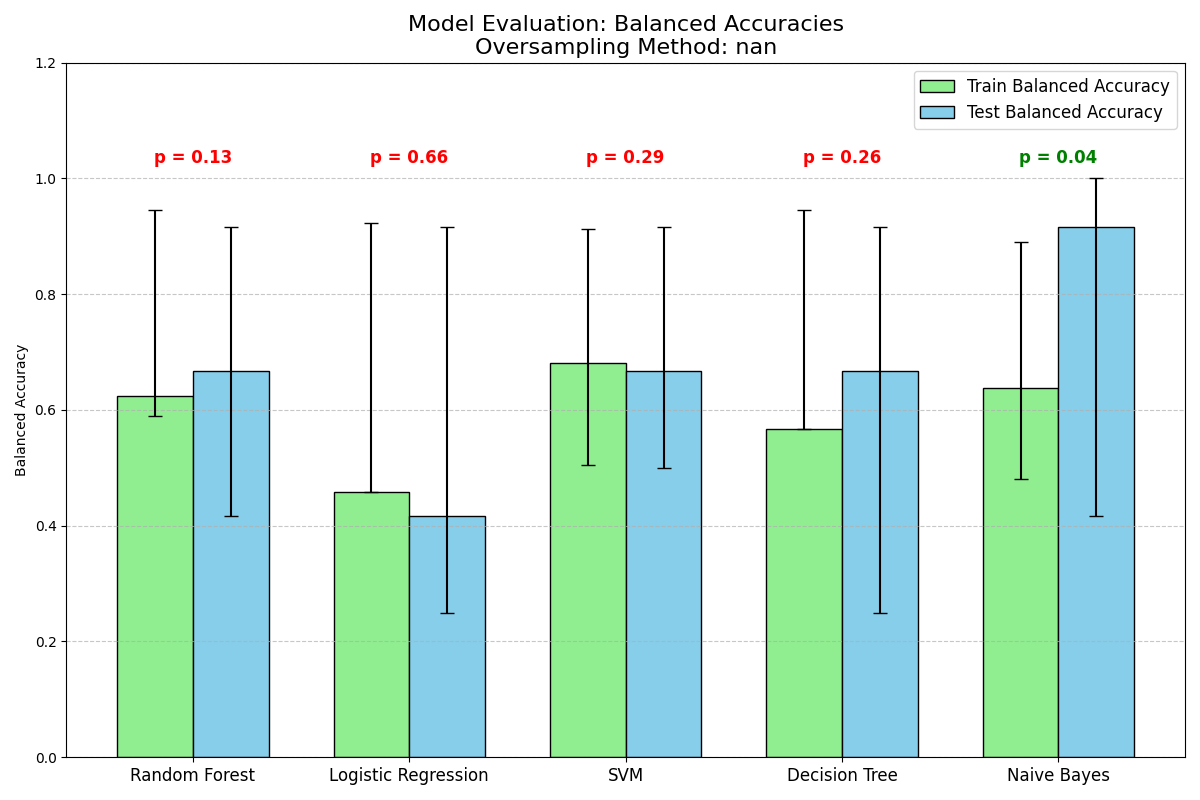 Model Evaluation: Balanced Accuracies
Oversampling Method: nan
Train Balanced Accuracy
Test Balanced Accuracy
p = 0.13
p = 0.66
p = 0.29
p = 0.26
p = 0.04
Balanced Accuracy
1.2
1.0
0.8
0.6
0.4
0.2
0.0
Random Forest
Logistic Regression
SVM
Decision Tree
Naive Bayes